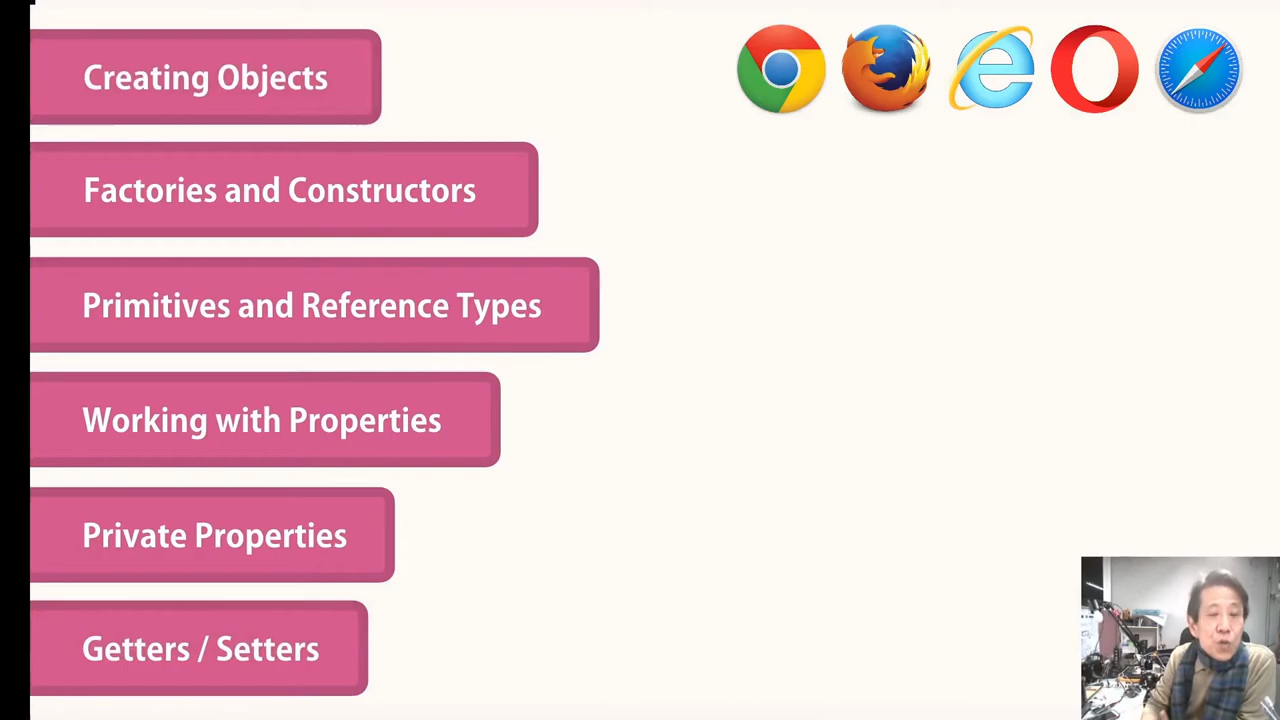 Creating Objects
Factories and Constructors
Primitives and Reference Types
Working with Properties
Private Properties
Getters / Setters